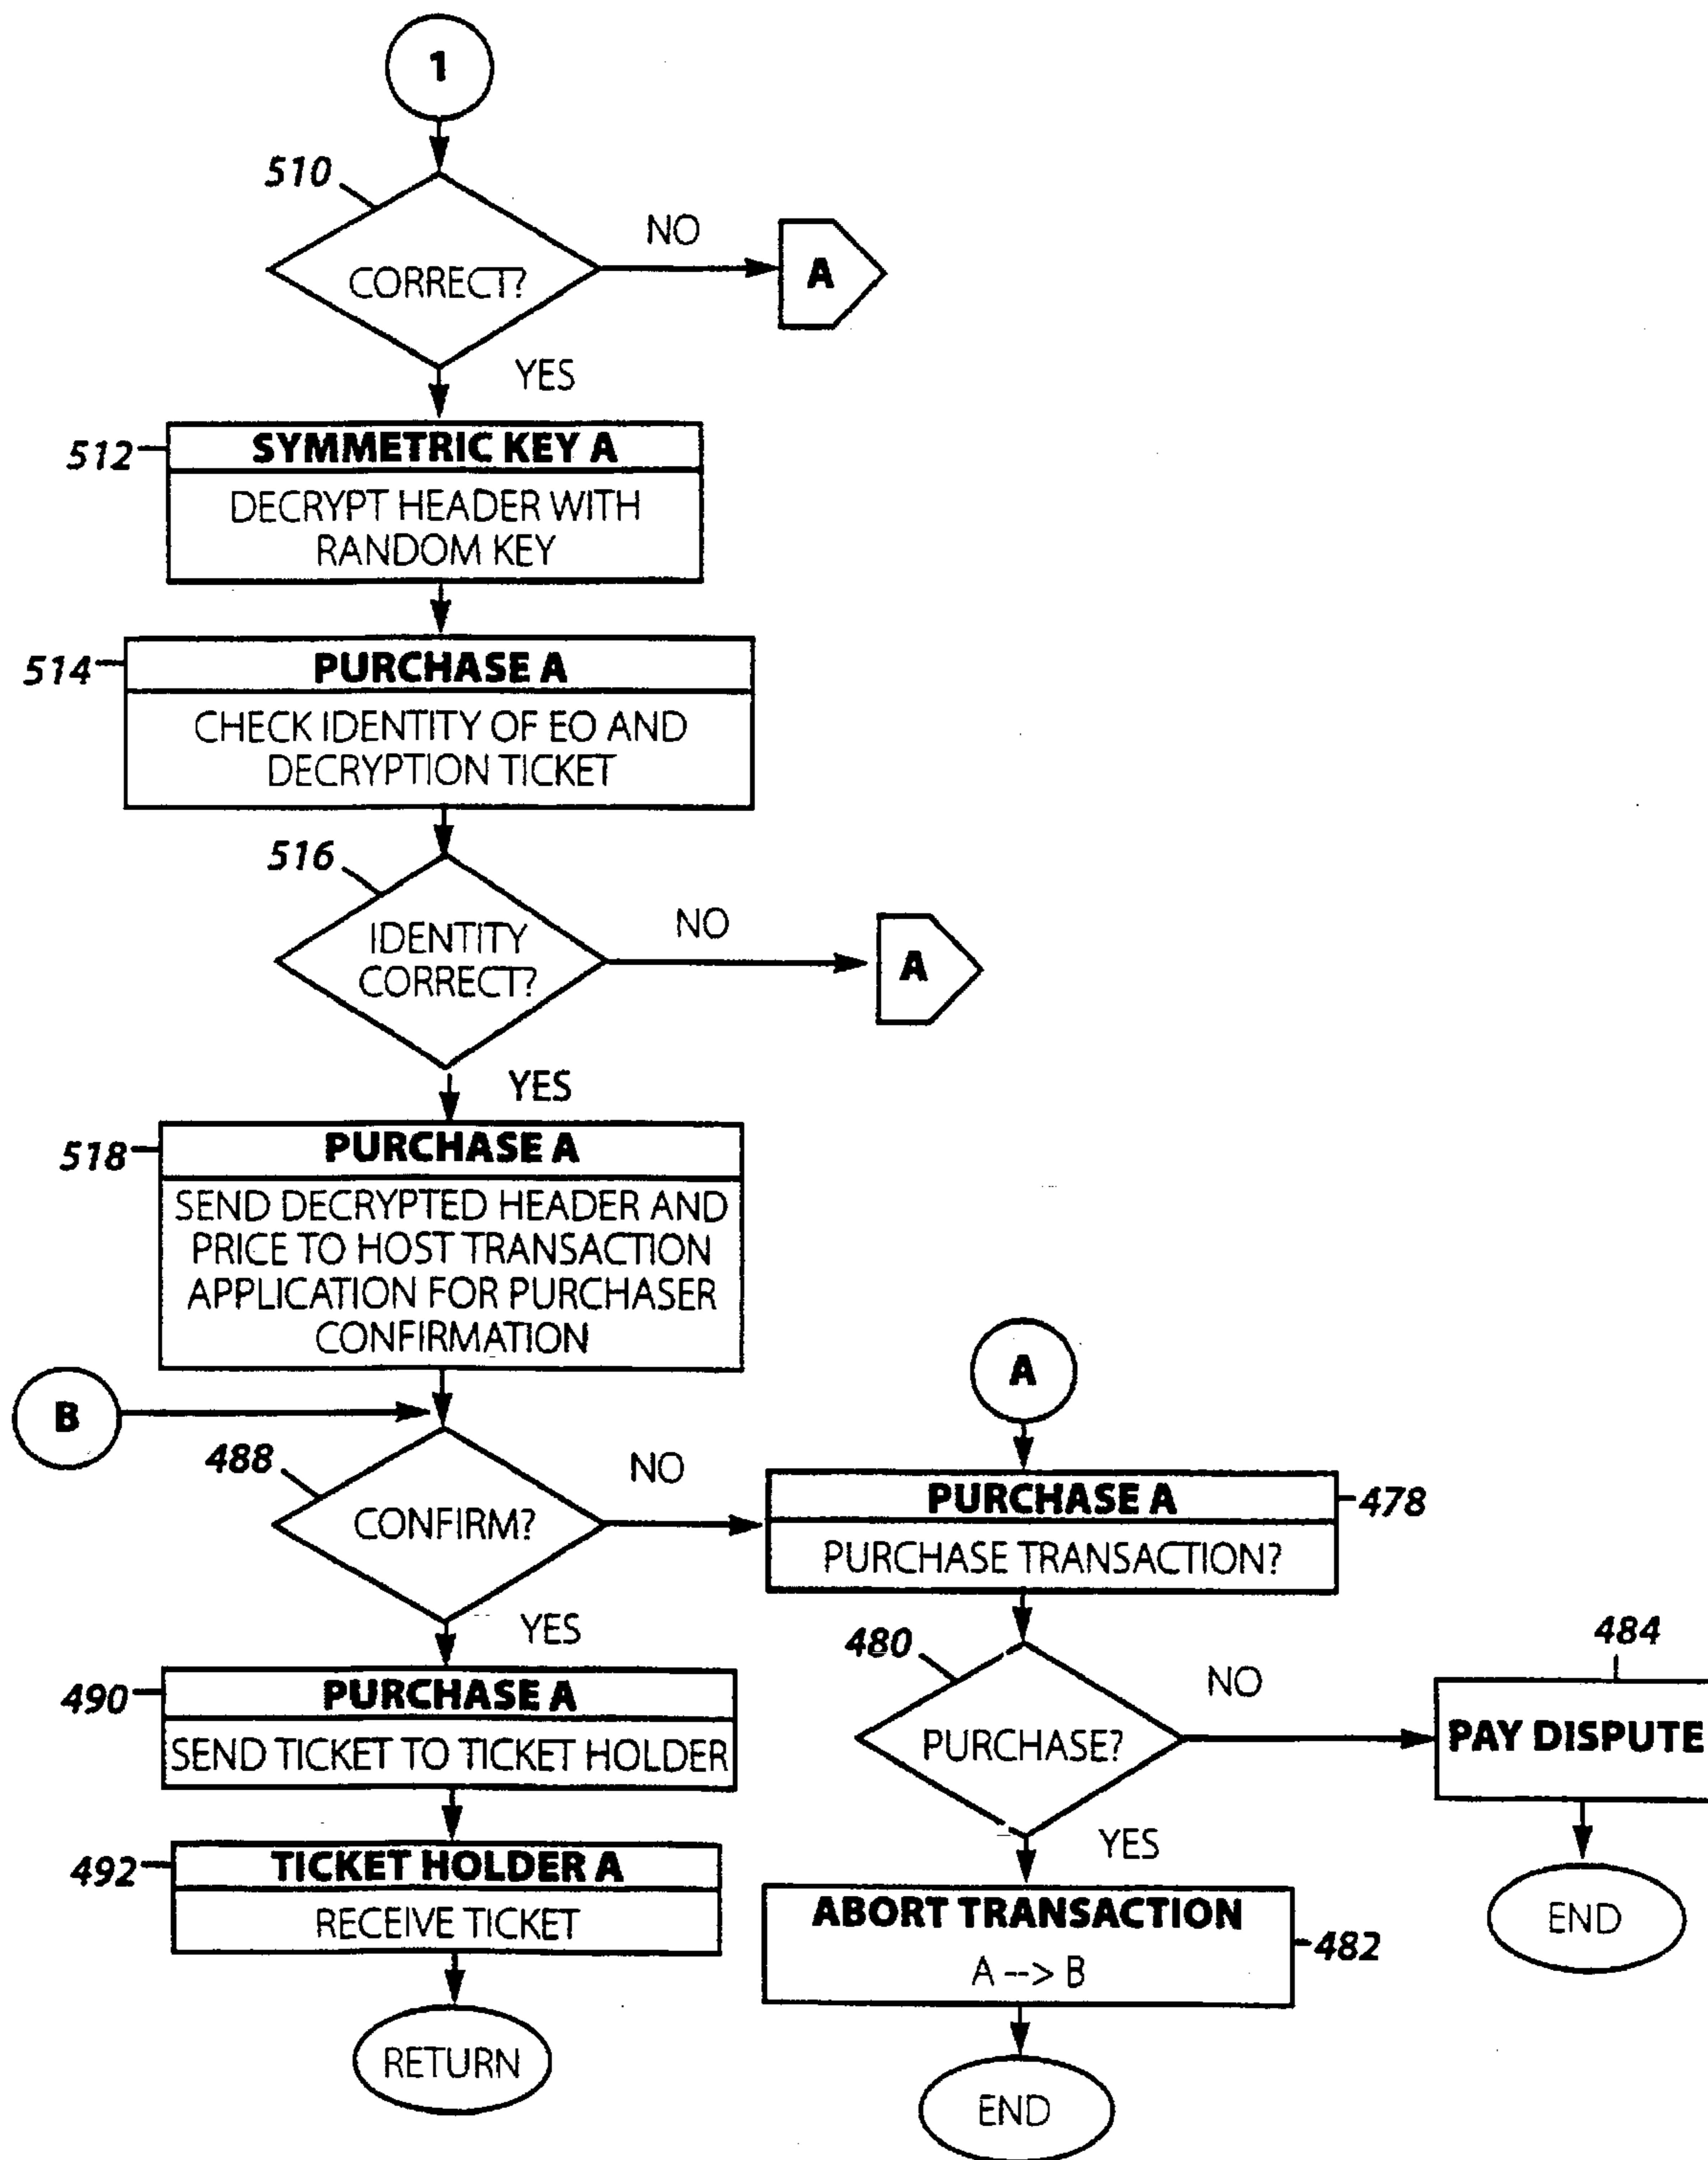 1
510
CORRECT?
NO
A
YES
512
SYMMETRIC KEY A
DECRYPT HEADER WITH
RANDOM KEY
514
PURCHASE A
CHECK IDENTITY OF EO AND
DECRYPTION TICKET
516
IDENTITY
CORRECT?
NO
A
YES
518
PURCHASE A
SEND DECRYPTED HEADER AND
PRICE TO HOST TRANSACTION
APPLICATION FOR PURCHASER
CONFIRMATION
B
488
CONFIRM?
NO
YES
490
PURCHASE A
SEND TICKET TO TICKET HOLDER
492
TICKET HOLDER A
RECEIVE TICKET
RETURN
A
PURCHASE A
478
PURCHASE TRANSACTION?
480
PURCHASE?
NO
484
PAY DISPUTE
END
YES
ABORT TRANSACTION
482
A --> B
END